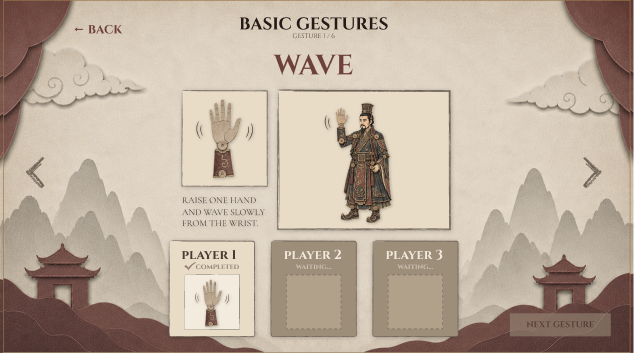 ← BACK
BASIC GESTURES
GESTURE 1 / 6
WAVE
RAISE ONE HAND
AND WAVE SLOWLY
FROM THE WRIST.
PLAYER 1
✓ COMPLETED
PLAYER 2
WAITING...
PLAYER 3
WAITING...
NEXT GESTURE